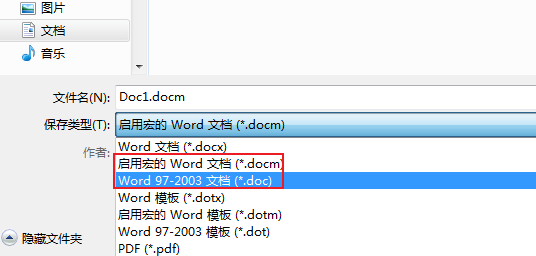 图片
文档
音乐
文件名(N): Doc1.docm
保存类型(T): 启用宏的 Word 文档 (*.docm)
作者:
Word 文档 (*.docx)
启用宏的 Word 文档 (*.docm)
Word 97-2003 文档 (*.doc)
Word 模板 (*.dotx)
启用宏的 Word 模板 (*.dotm)
Word 97-2003 模板 (*.dot)
隐藏文件夹
PDF (*.pdf)